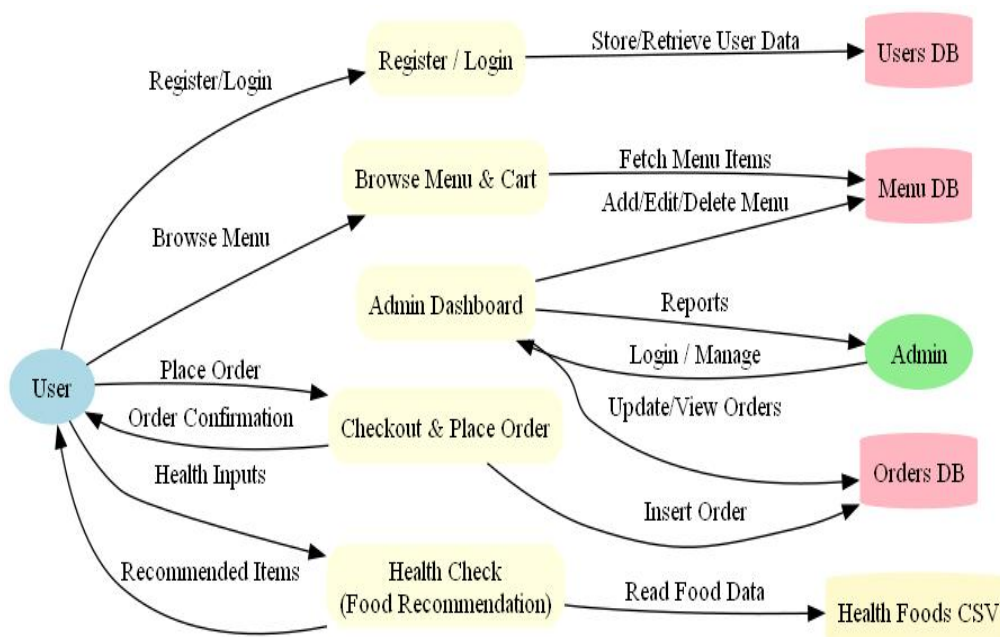 Store/Retrieve User Data
Users DB
Register / Login
Register/Login
Fetch Menu Items
Browse Menu & Cart
Menu DB
Add/Edit/Delete Menu
Browse Menu
Reports
Admin Dashboard
Login / Manage
Admin
User
Place Order
Order Confirmation
Checkout & Place Order
Update/View Orders
Orders DB
Health Inputs
Insert Order
Recommended Items
Health Check
(Food Recommendation)
Read Food Data
Health Foods CSV